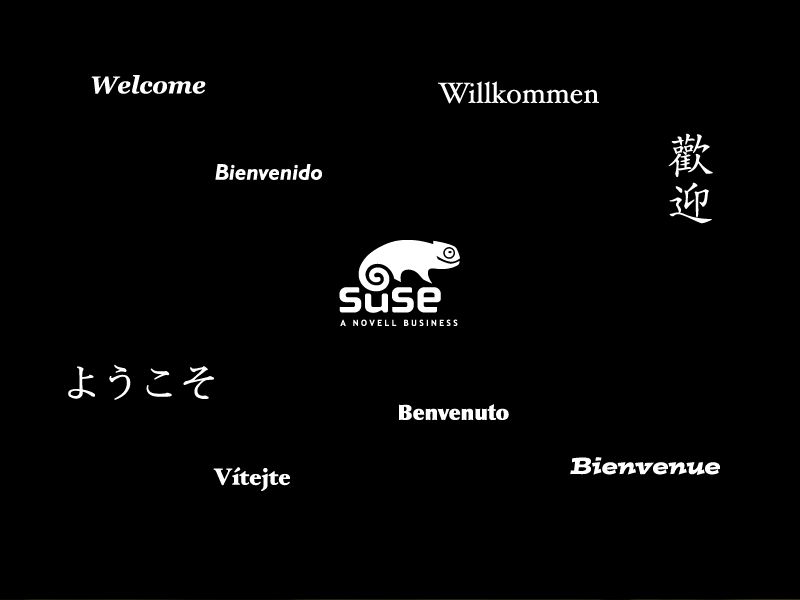 Welcome
Willkommen
歡迎
Bienvenido
suse
A NOVELL BUSINESS
ようこそ
Benvenuto
Bienvenue
Vítejte